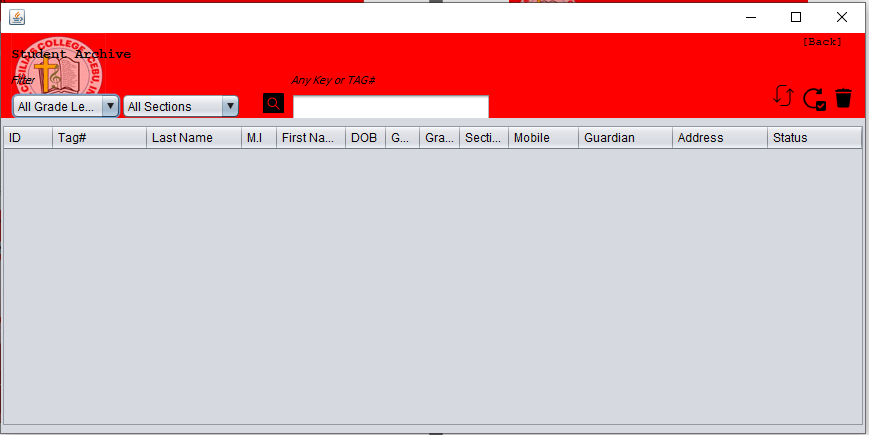 [Back]
Student Archive
Filter
Any Key or TAG#
All Grade Le...
All Sections
ID Tag# Last Name M.I First Na... DOB G... Gra... Secti... Mobile Guardian Address Status